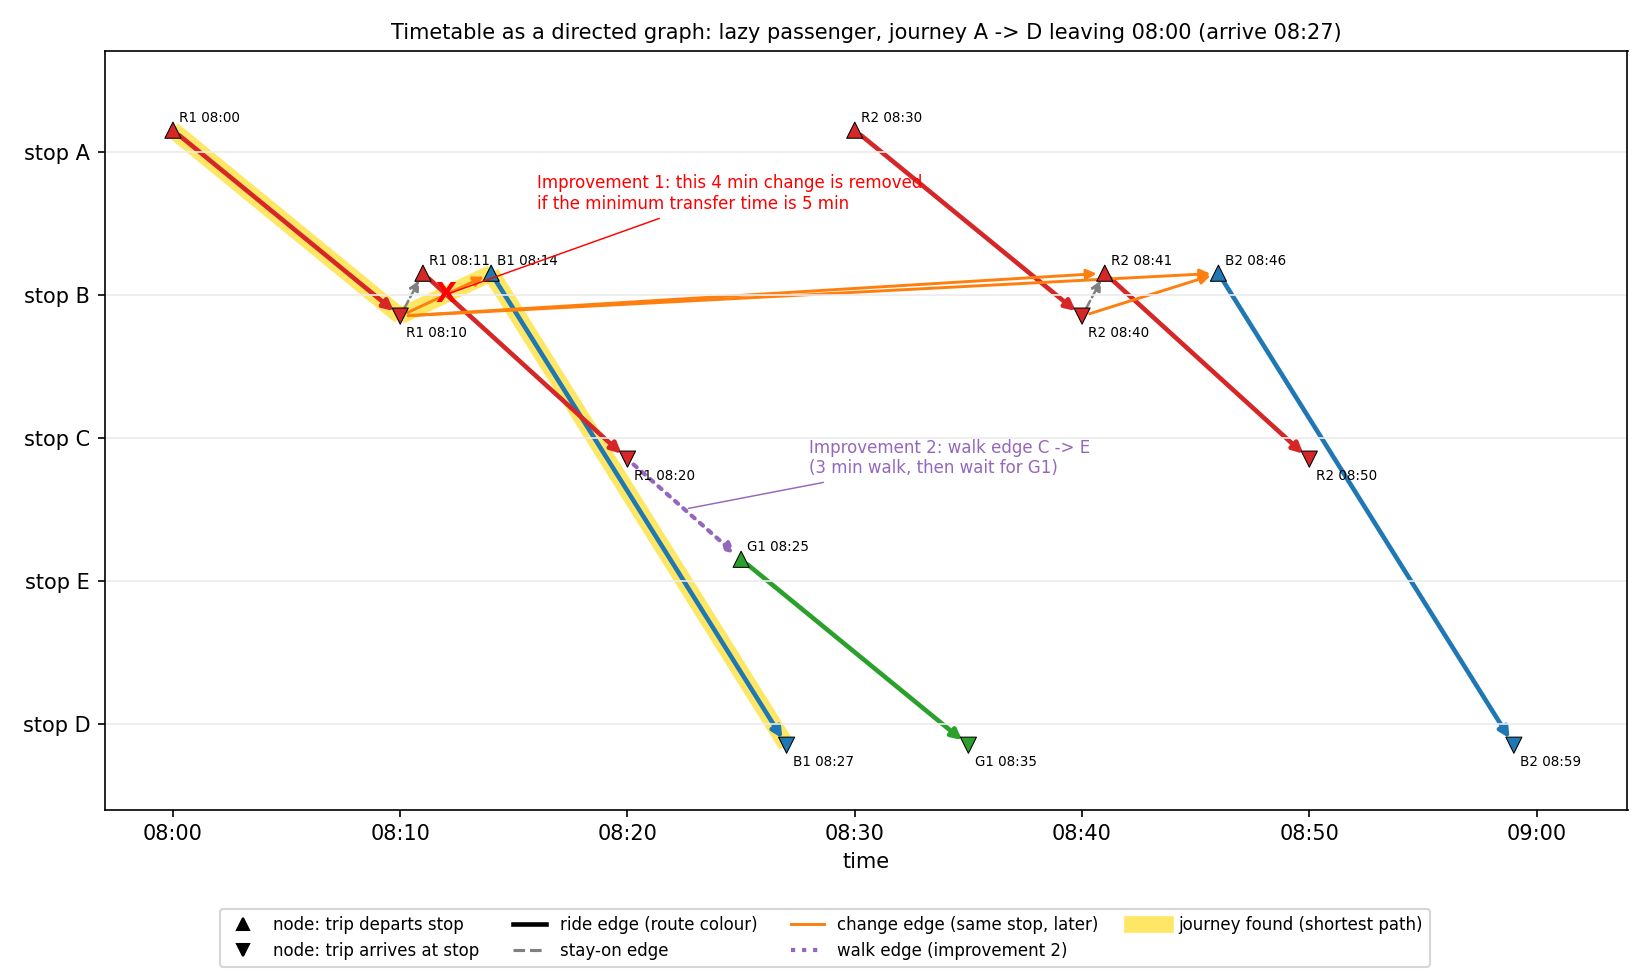 Timetable as a directed graph: lazy passenger, journey A -> D leaving 08:00 (arrive 08:27)
R1 08:00
R2 08:30
stop A
Improvement 1: this 4 min change is removed
if the minimum transfer time is 5 min
R1 08:11
B1 08:14
R2 08:41
B2 08:46
stop B
X
R1 08:10
R2 08:40
stop C
Improvement 2: walk edge C -> E
(3 min walk, then wait for G1)
R1 08:20
R2 08:50
G1 08:25
stop E
stop D
B1 08:27
G1 08:35
B2 08:59
08:00
08:10
08:20
08:30
08:40
08:50
09:00
time
node: trip departs stop
node: trip arrives at stop
ride edge (route colour)
stay-on edge
change edge (same stop, later)
walk edge (improvement 2)
journey found (shortest path)